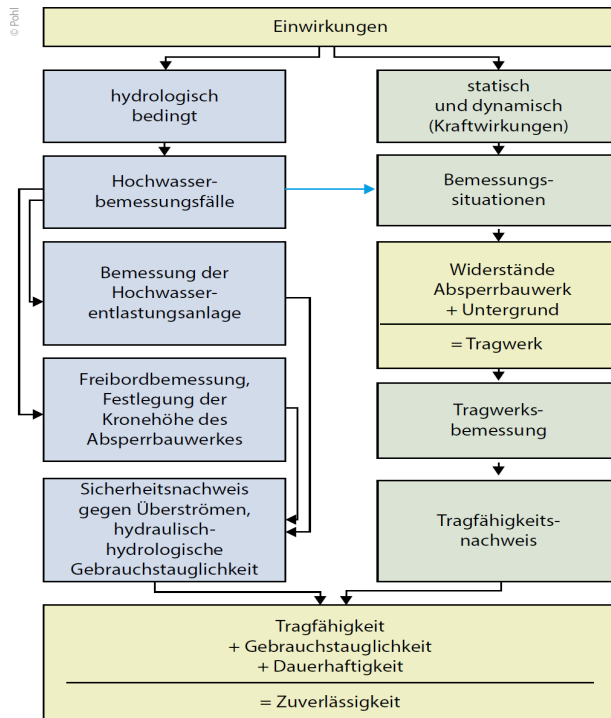 © Pohl
Einwirkungen
hydrologisch
bedingt
Hochwasser-
bemessungsfälle
Bemessung der
Hochwasser-
entlastungsanlage
Freibordbemessung,
Festlegung der
Kronehöhe des
Absperrbauwerkes
Sicherheitsnachweis
gegen Überströmen,
hydraulisch-
hydrologische
Gebrauchstauglichkeit
statisch
und dynamisch
(Kraftwirkungen)
Bemessungs-
situationen
Widerstände
Absperrbauwerk
+ Untergrund
= Tragwerk
Tragwerks-
bemessung
Tragfähigkeits-
nachweis
Tragfähigkeit
+ Gebrauchstauglichkeit
+ Dauerhaftigkeit
= Zuverlässigkeit